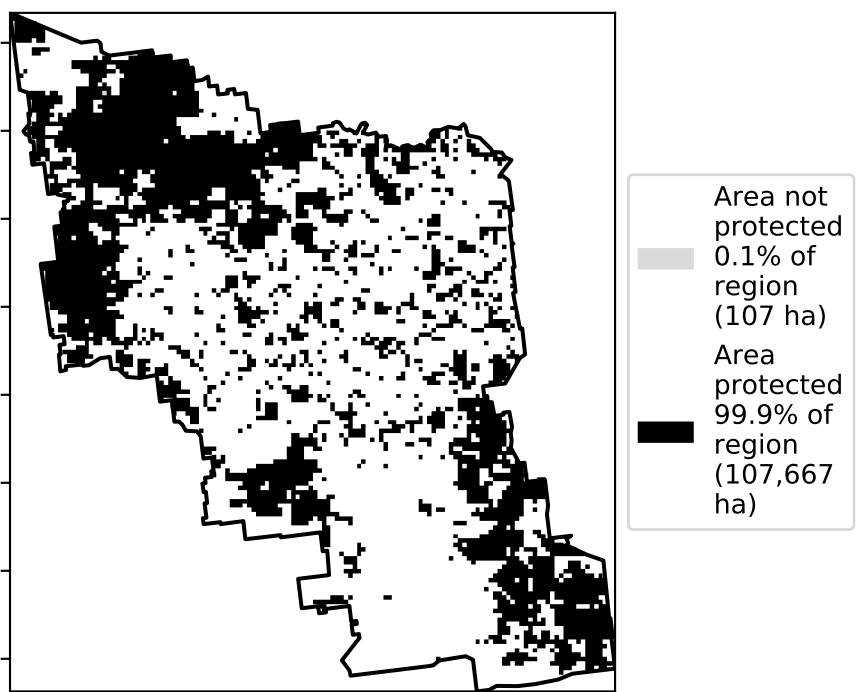 Area not
protected
0.1% of
region
(107 ha)
Area
protected
99.9% of
region
(107,667
ha)